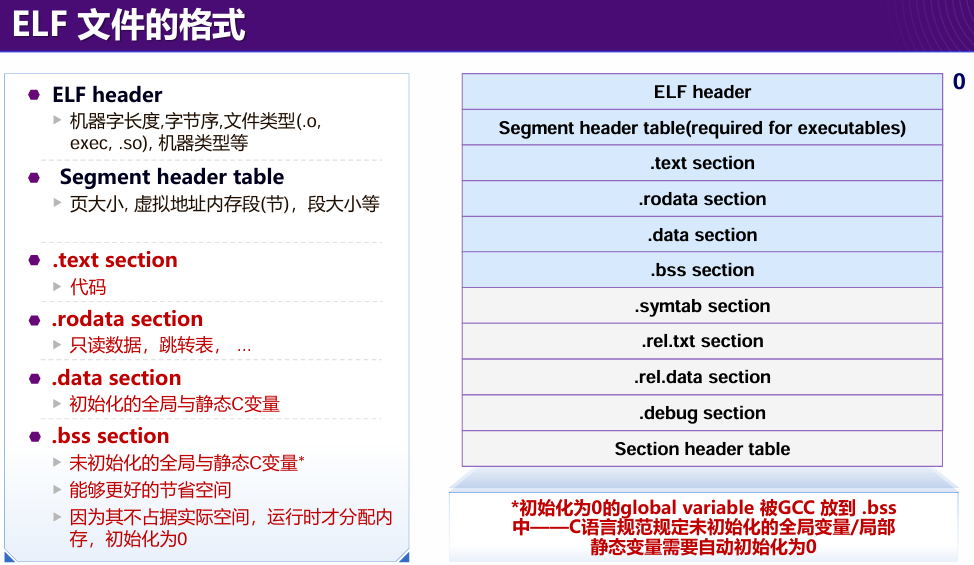 ELF 文件的格式
ELF header
机器字长度,字节序,文件类型(.o,
exec, .so), 机器类型等
Segment header table
页大小, 虚拟地址内存段(节)，段大小等
.text section
代码
.rodata section
只读数据，跳转表， ...
.data section
初始化的全局与静态C变量
.bss section
未初始化的全局与静态C变量*
能够更好的节省空间
因为其不占据实际空间，运行时才分配内
存，初始化为0
0
ELF header
Segment header table(required for executables)
.text section
.rodata section
.data section
.bss section
.symtab section
.rel.txt section
.rel.data section
.debug section
Section header table
*初始化为0的global variable 被GCC 放到 .bss
中——C语言规范规定未初始化的全局变量/局部
静态变量需要自动初始化为0